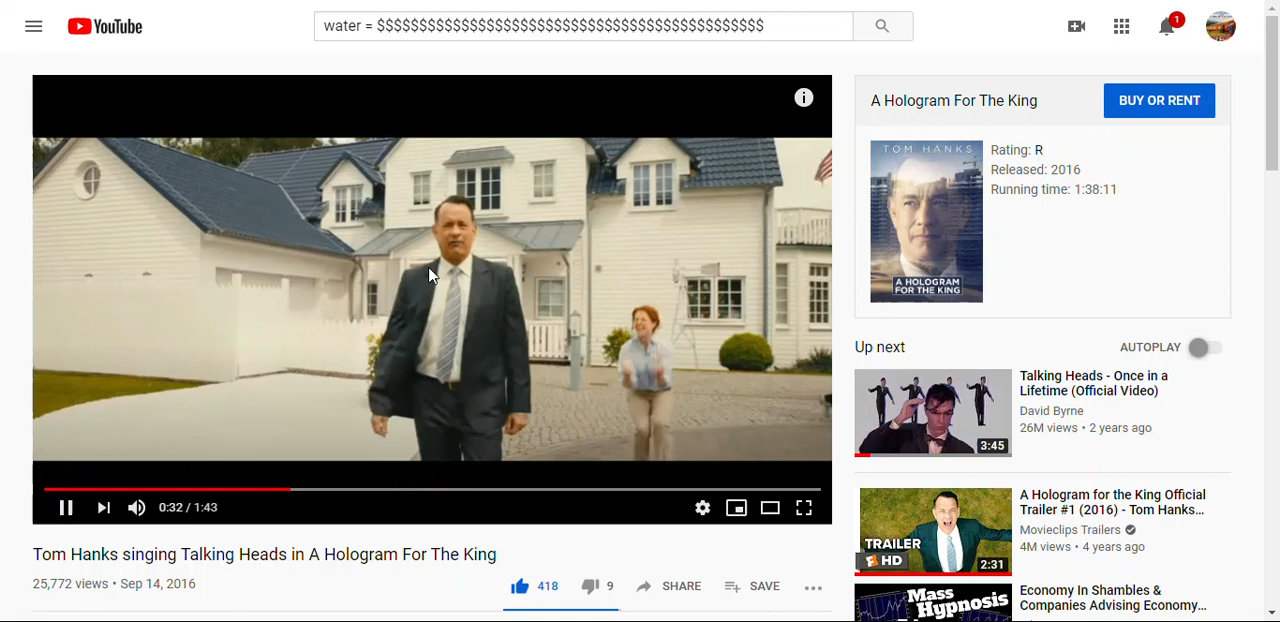 YouTube
water = $$$$$$$$$$$$$$$$$$$$$$$$$$$$$$$$$$$$$$$$$$$$$$
1
A Hologram For The King
BUY OR RENT
TOM HANKS
A HOLOGRAM
FOR THE KING
Rating: R
Released: 2016
Running time: 1:38:11
0:32 / 1:43
Tom Hanks singing Talking Heads in A Hologram For The King
25,772 views • Sep 14, 2016
418
9
SHARE
SAVE
Up next
AUTOPLAY
3:45
Talking Heads - Once in a
Lifetime (Official Video)
David Byrne
26M views • 2 years ago
TRAILER
HD
2:31
A Hologram for the King Official
Trailer #1 (2016) - Tom Hanks...
Movieclips Trailers
4M views • 4 years ago
Mass
Hypnosis
Economy In Shambles &
Companies Advising Economy...